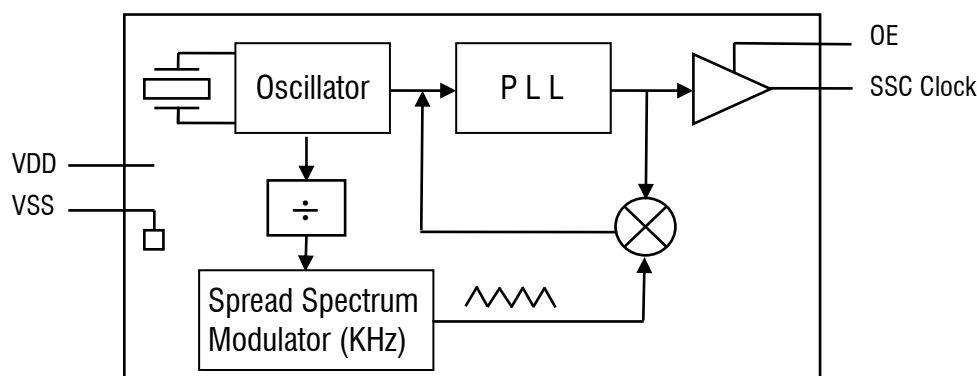 OE
Oscillator
P L L
SSC Clock
VDD
VSS
÷
Spread Spectrum
Modulator (KHz)